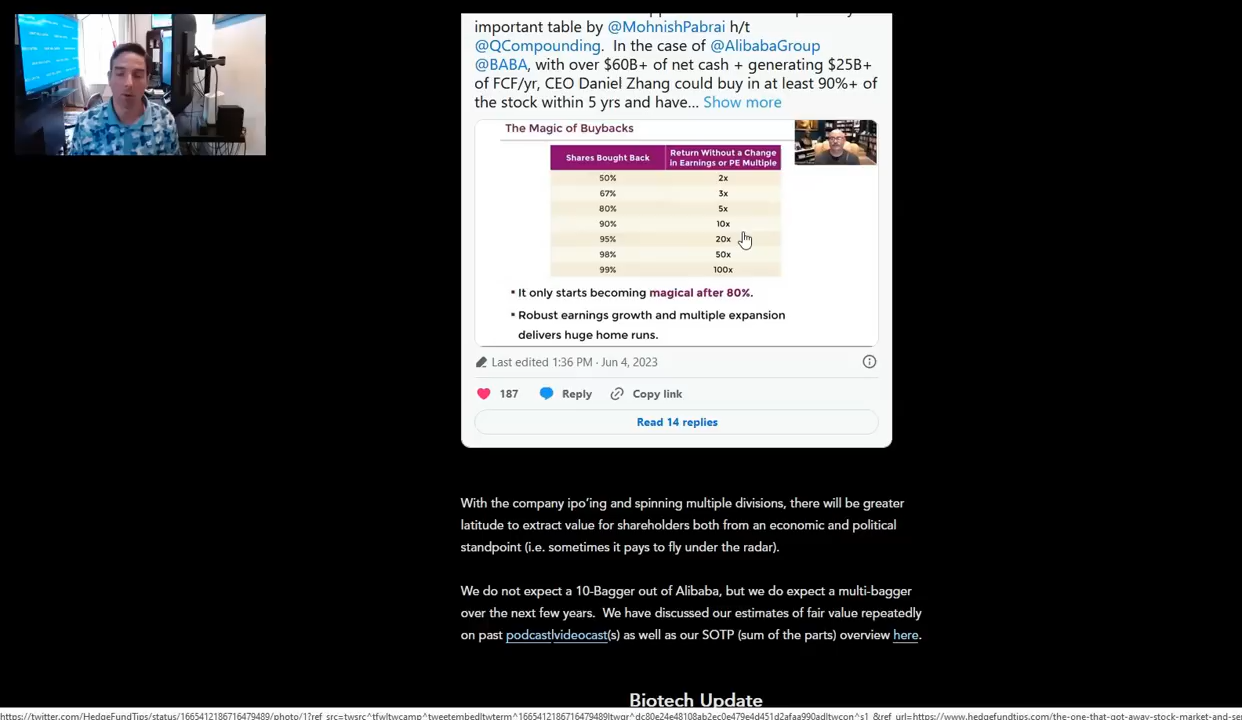 important table by @MohnishPabrai h/t
@QCompounding. In the case of @AlibabaGroup
@BABA, with over $60B+ of net cash + generating $25B+
of FCF/yr, CEO Daniel Zhang could buy in at least 90%+ of
the stock within 5 yrs and have... Show more
The Magic of Buybacks
Shares Bought Back
Return Without a Change
in Earnings or PE Multiple
50% 2x
67% 3x
80% 5x
90% 10x
95% 20x
98% 50x
99% 100x
▪ It only starts becoming magical after 80%.
▪ Robust earnings growth and multiple expansion
delivers huge home runs.
Last edited 1:36 PM · Jun 4, 2023
187 Reply Copy link
Read 14 replies
With the company ipo'ing and spinning multiple divisions, there will be greater
latitude to extract value for shareholders both from an economic and political
standpoint (i.e. sometimes it pays to fly under the radar).
We do not expect a 10-Bagger out of Alibaba, but we do expect a multi-bagger
over the next few years. We have discussed our estimates of fair value repeatedly
on past podcast|videocast(s) as well as our SOTP (sum of the parts) overview here.
Biotech Update